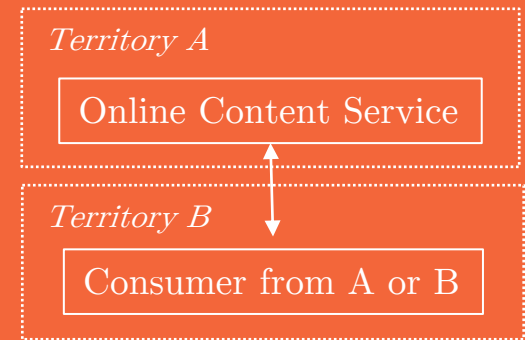 Territory A
Online Content Service
Territory B
Consumer from A or B